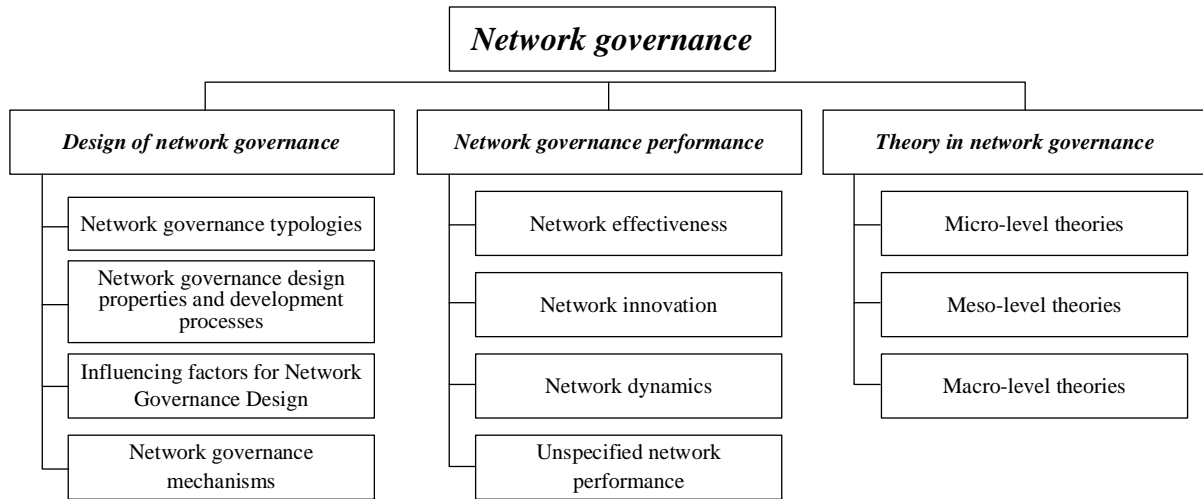 Network governance
Design of network governance
Network governance typologies
Network governance design
properties and development
processes
Influencing factors for Network
Governance Design
Network governance
mechanisms
Network governance performance
Network effectiveness
Network innovation
Network dynamics
Unspecified network
performance
Theory in network governance
Micro-level theories
Meso-level theories
Macro-level theories